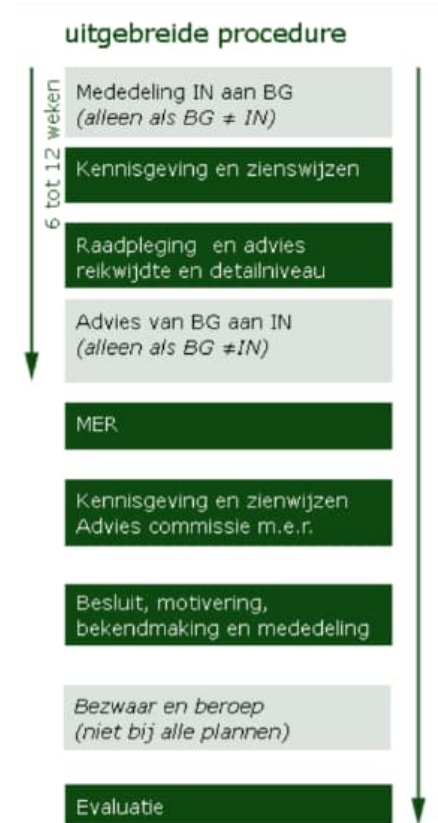 uitgebreide procedure
6 tot 12 weken
Mededeling IN aan BG
(alleen als BG ≠ IN)
Kennisgeving en zienswijzen
Raadpleging en advies
reikwijdte en detailniveau
Advies van BG aan IN
(alleen als BG ≠IN)
MER
Kennisgeving en zienwijzen
Advies commissie m.e.r.
Besluit, motivering,
bekendmaking en mededeling
Bezwaar en beroep
(niet bij alle plannen)
Evaluatie